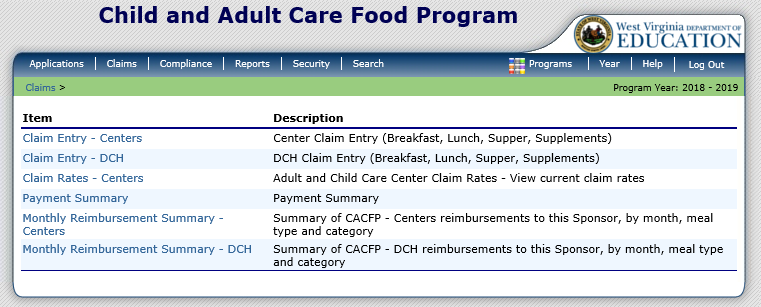 Child and Adult Care Food Program
West Virginia DEPARTMENT OF
EDUCATION
Applications Claims Compliance Reports Security Search Programs Year Help Log Out
Claims > Program Year: 2018 - 2019
Item Description
Claim Entry - Centers Center Claim Entry (Breakfast, Lunch, Supper, Supplements)
Claim Entry - DCH DCH Claim Entry (Breakfast, Lunch, Supper, Supplements)
Claim Rates - Centers Adult and Child Care Center Claim Rates - View current claim rates
Payment Summary Payment Summary
Monthly Reimbursement Summary - Summary of CACFP - Centers reimbursements to this Sponsor, by month, meal
Centers type and category
Monthly Reimbursement Summary - DCH Summary of CACFP - DCH reimbursements to this Sponsor, by month, meal type
and category